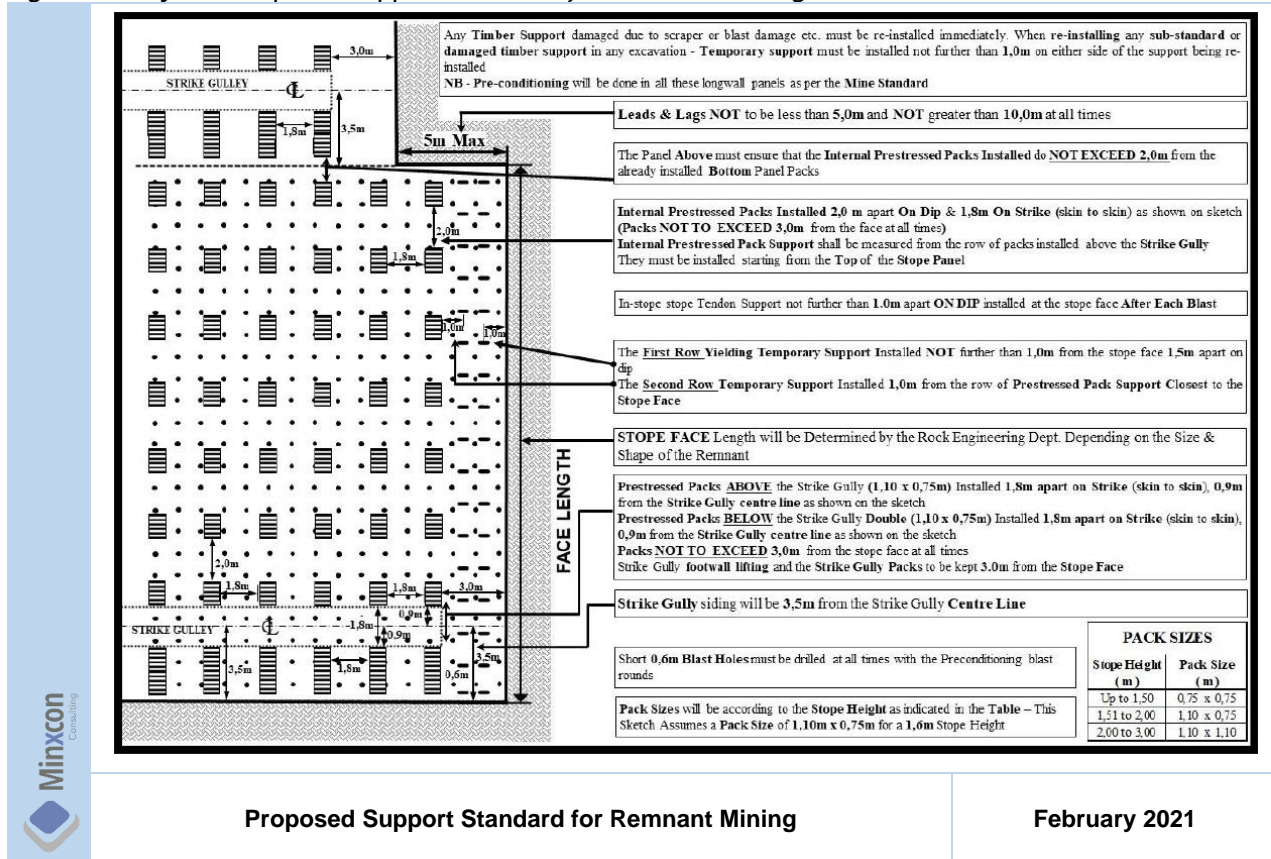 Any Timber Support damaged due to scraper or blast damage etc. must be re-installed immediately. When re-installing any sub-standard or
damaged timber support in any excavation - Temporary support must be installed not further than 1,0m on either side of the support being re-
installed
NB - Pre-conditioning will be done in all these longwall panels as per the Mine Standard
3,0m
STRIKE GULLEY
℄
1,8m
3,5m
5m Max
Leads & Lags NOT to be less than 5,0m and NOT greater than 10,0m at all times
The Panel Above must ensure that the Internal Prestressed Packs Installed do NOT EXCEED 2,0m from the
already installed Bottom Panel Packs
Internal Prestressed Packs Installed 2,0 m apart On Dip & 1,8m On Strike (skin to skin) as shown on sketch
(Packs NOT TO EXCEED 3,0m from the face at all times)
Internal Prestressed Pack Support shall be measured from the row of packs installed above the Strike Gully
They must be installed starting from the Top of the Stope Panel
2,0m
1,8m
In-stope stope Tendon Support not further than 1.0m apart ON DIP installed at the stope face After Each Blast
1,0m
1,0m
The First Row Yielding Temporary Support Installed NOT further than 1,0m from the stope face 1,5m apart on
dip
The Second Row Temporary Support Installed 1,0m from the row of Prestressed Pack Support Closest to the
Stope Face
STOPE FACE Length will be Determined by the Rock Engineering Dept. Depending on the Size &
Shape of the Remnant
FACE LENGTH
Prestressed Packs ABOVE the Strike Gully (1,10 x 0,75m) Installed 1,8m apart on Strike (skin to skin), 0,9m
from the Strike Gully centre line as shown on the sketch
Prestressed Packs BELOW the Strike Gully Double (1,10 x 0,75m) Installed 1,8m apart on Strike (skin to skin),
0,9m from the Strike Gully centre line as shown on the sketch
Packs NOT TO EXCEED 3,0m from the stope face at all times
Strike Gully footwall lifting and the Strike Gully Packs to be kept 3.0m from the Stope Face
2,0m
1,8m
1,8m
3,0m
0,9m
STRIKE GULLEY
℄
1,8m
0,9m
3,5m
1,8m
0,6m
3,5m
Strike Gully siding will be 3,5m from the Strike Gully Centre Line
Short 0,6m Blast Holes must be drilled at all times with the Preconditioning blast
rounds
Pack Sizes will be according to the Stope Height as indicated in the Table – This
Sketch Assumes a Pack Size of 1,10m x 0,75m for a 1,6m Stope Height
PACK SIZES
Stope Height Pack Size
(m) (m)
Up to 1,50 0,75 x 0,75
1,51 to 2,00 1,10 x 0,75
2,00 to 3,00 1,10 x 1,10
Minxcon
Consulting
Proposed Support Standard for Remnant Mining
February 2021